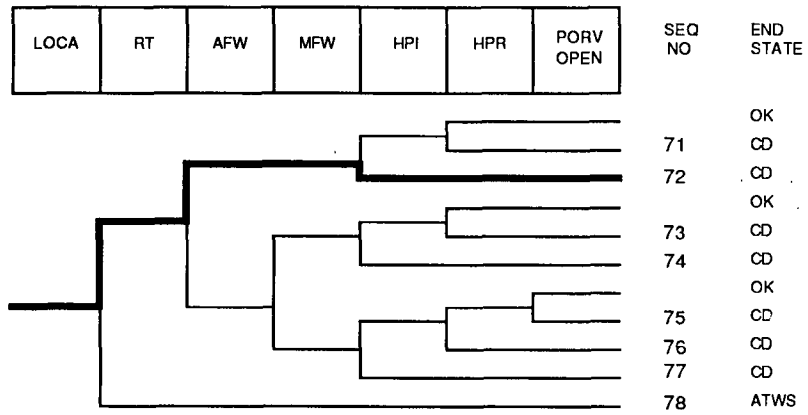 LOCA RT AFW MFW HPI HPR PORV OPEN SEQ NO END STATE
OK
71 CD
72 CD
OK
73 CD
74 CD
OK
75 CD
76 CD
77 CD
78 ATWS